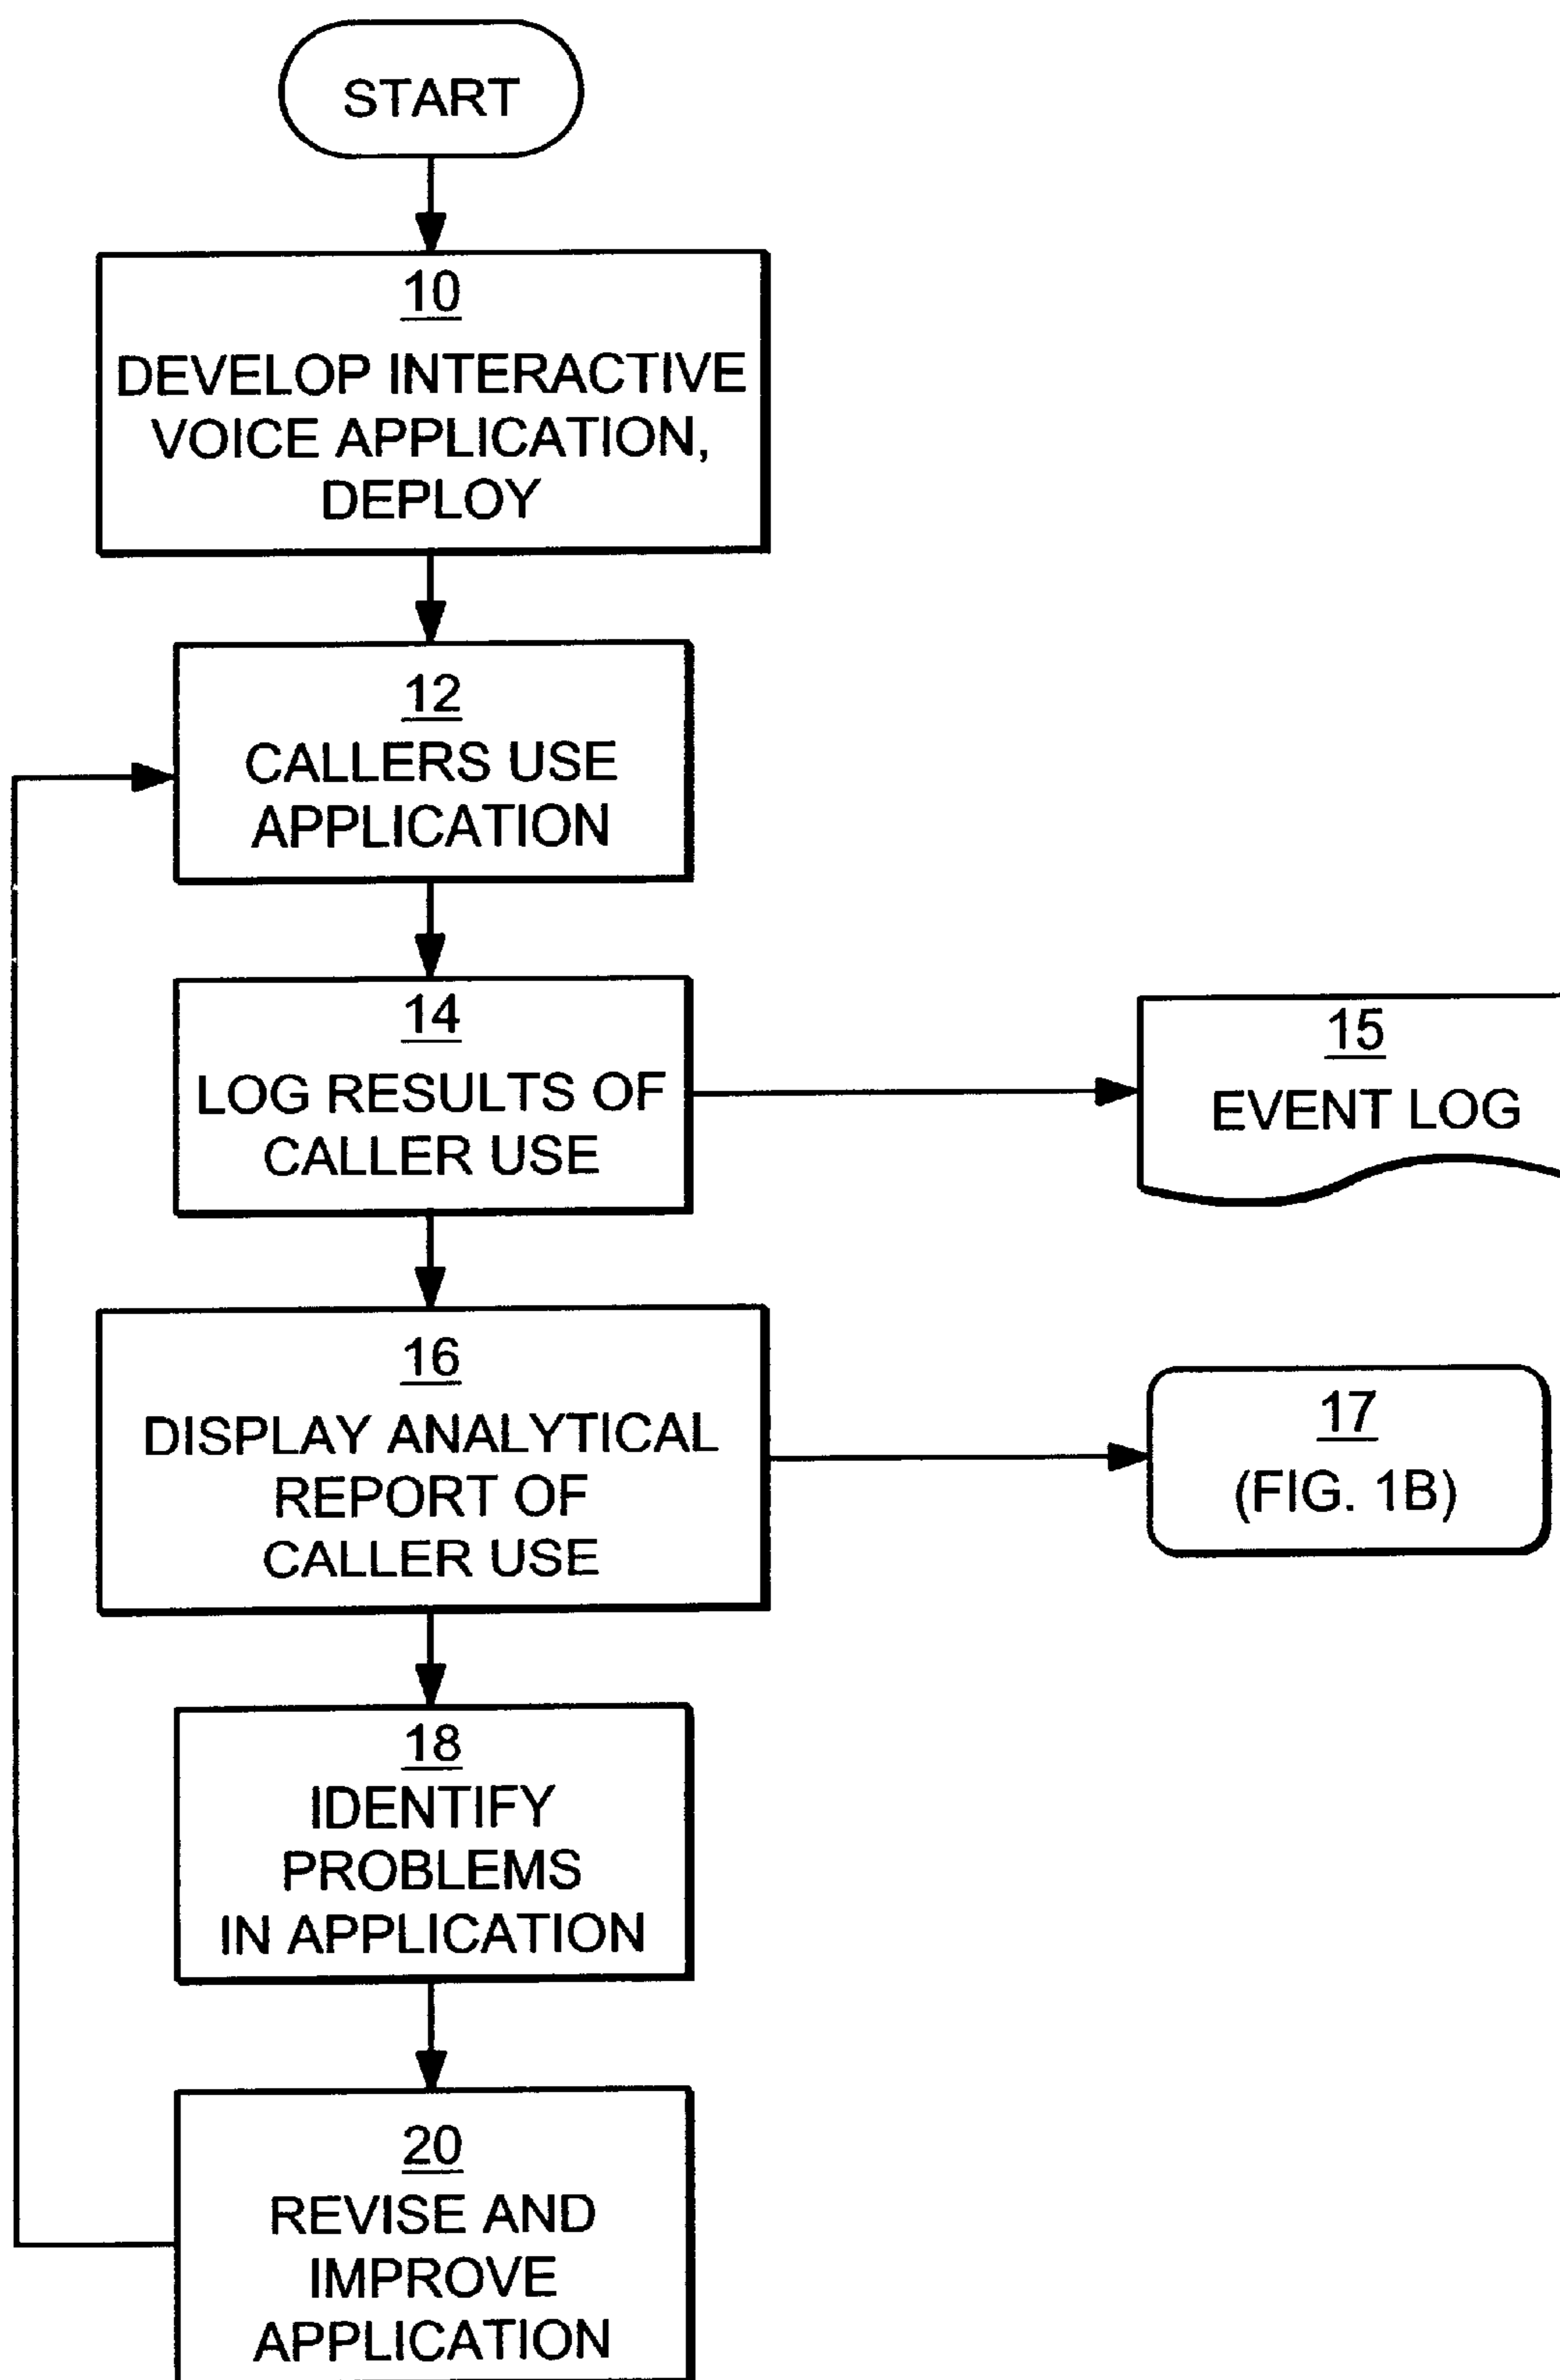 START
10
DEVELOP INTERACTIVE
VOICE APPLICATION,
DEPLOY
12
CALLERS USE
APPLICATION
14
LOG RESULTS OF
CALLER USE
15
EVENT LOG
16
DISPLAY ANALYTICAL
REPORT OF
CALLER USE
17
(FIG. 1B)
18
IDENTIFY
PROBLEMS
IN APPLICATION
20
REVISE AND
IMPROVE
APPLICATION